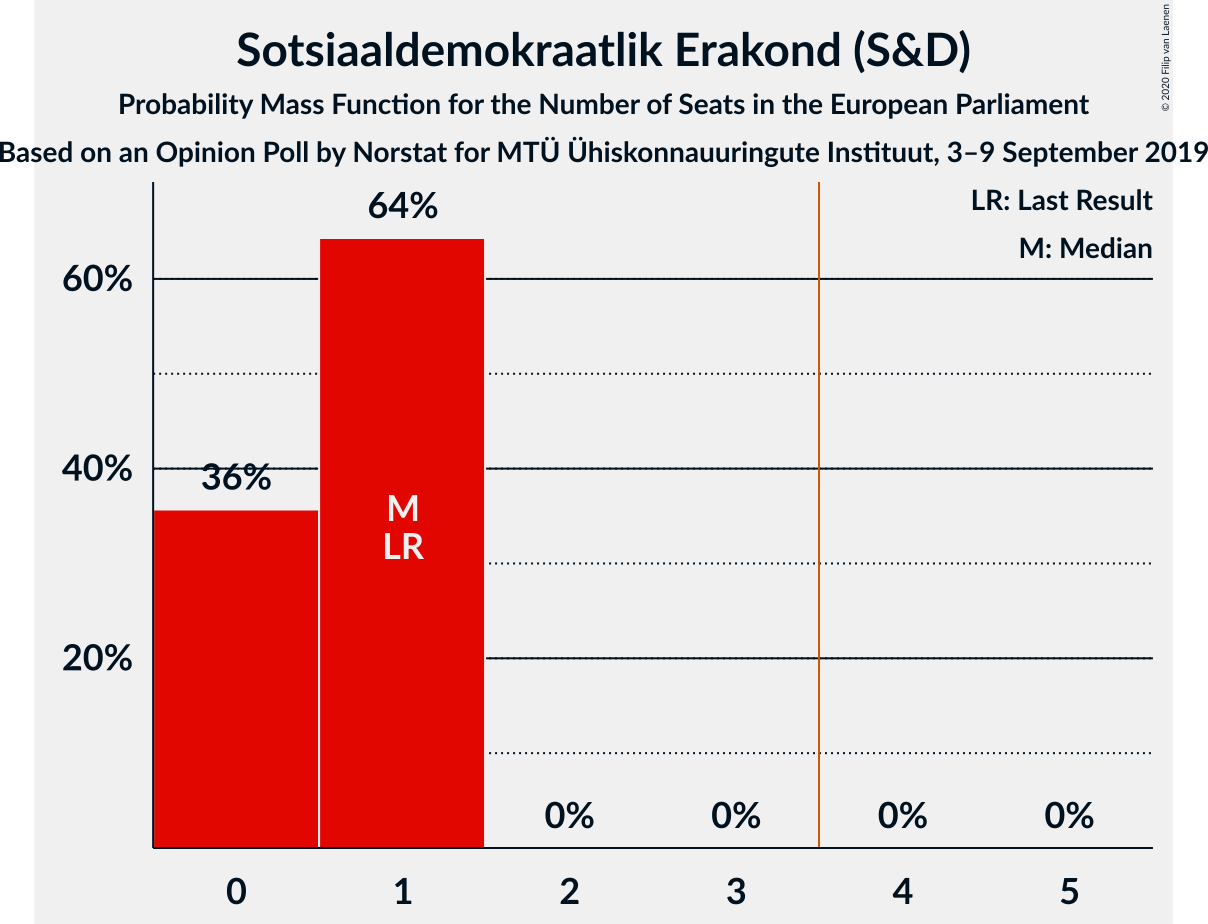 Sotsiaaldemokraatlik Erakond (S&D)
Probability Mass Function for the Number of Seats in the European Parliament
Based on an Opinion Poll by Norstat for MTÜ Ühiskonnauuringute Instituut, 3–9 September 2019
© 2020 Filip van Laenen
LR: Last Result
M: Median
64%
60%
40%
36%
M
LR
20%
0% 0% 0% 0%
0 1 2 3 4 5